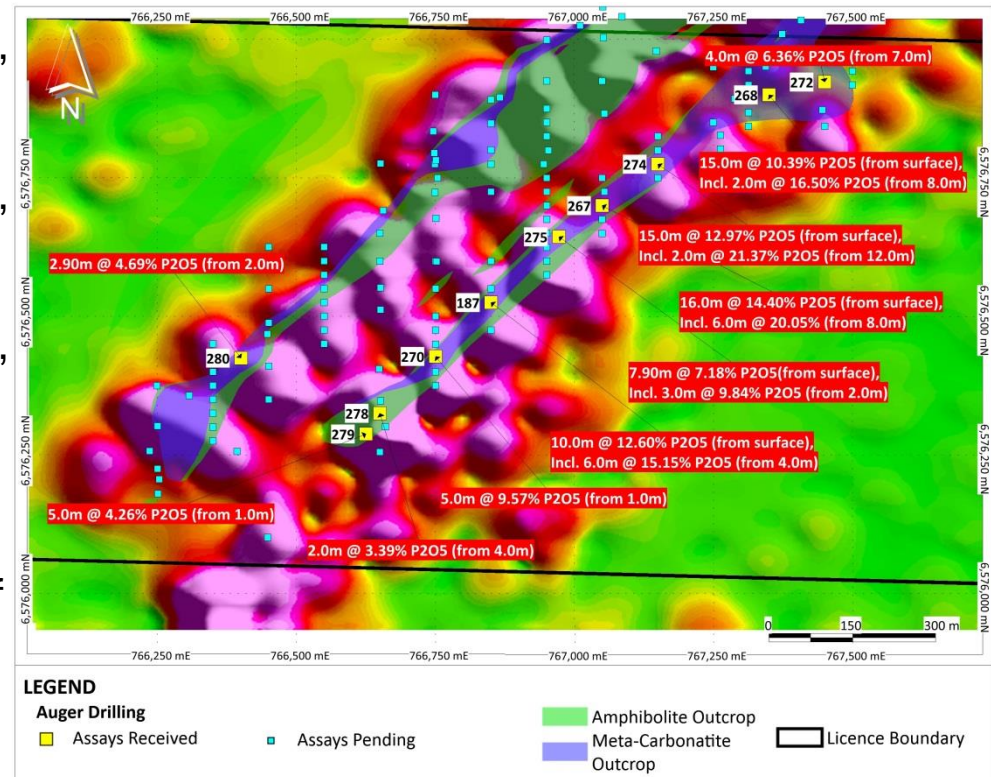 766,250 mE
766,500 mE
766,750 mE
767,000 mE
767,250 mE
767,500 mE
,
N
4.0m @ 6.36% P2O5 (from 7.0m)
272
268
6,576,750 mN
6,576,750 mN
274
15.0m @ 10.39% P2O5 (from surface),
Incl. 2.0m @ 16.50% P2O5 (from 8.0m)
,
267
275
15.0m @ 12.97% P2O5 (from surface),
Incl. 2.0m @ 21.37% P2O5 (from 12.0m)
2.90m @ 4.69% P2O5 (from 2.0m)
187
16.0m @ 14.40% P2O5 (from surface),
Incl. 6.0m @ 20.05% (from 8.0m)
6,576,500 mN
6,576,500 mN
,
280
270
7.90m @ 7.18% P2O5(from surface),
Incl. 3.0m @ 9.84% P2O5 (from 2.0m)
278
279
10.0m @ 12.60% P2O5 (from surface),
Incl. 6.0m @ 15.15% P2O5 (from 4.0m)
6,576,250 mN
6,576,250 mN
5.0m @ 9.57% P2O5 (from 1.0m)
5.0m @ 4.26% P2O5 (from 1.0m)
2.0m @ 3.39% P2O5 (from 4.0m)
6,576,000 mN
6,576,000 mN
0 150 300 m
766,250 mE
766,500 mE
766,750 mE
767,000 mE
767,250 mE
767,500 mE
LEGEND
Auger Drilling
Assays Received
Assays Pending
Amphibolite Outcrop
Meta-Carbonatite
Outcrop
Licence Boundary